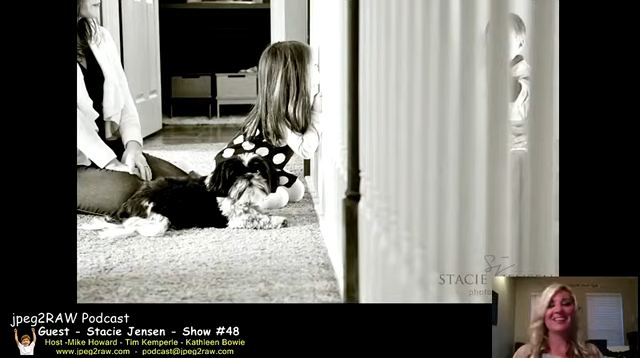 STACIE
photo
jpeg2RAW Podcast
Guest - Stacie Jensen - Show #48
Host -Mike Howard - Tim Kemperle - Kathleen Bowie
www.jpeg2raw.com - podcast@jpeg2raw.com